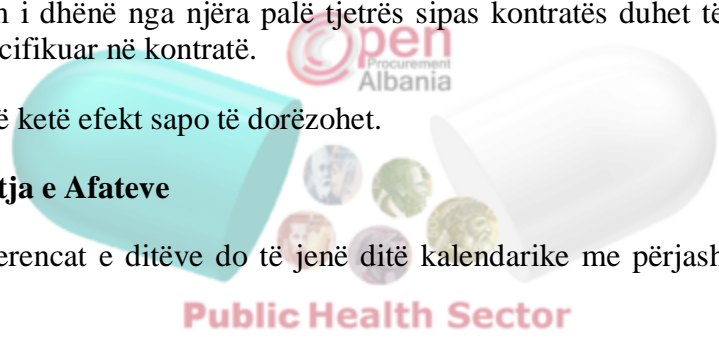 n i dhënë nga njëra palë tjetrës sipas kontratës duhet të
cifikuar në kontratë.
Open
Procurement
Albania
ë ketë efekt sapo të dorëzohet.
tja e Afateve
erencat e ditëve do të jenë ditë kalendarike me përjash
Public Health Sector